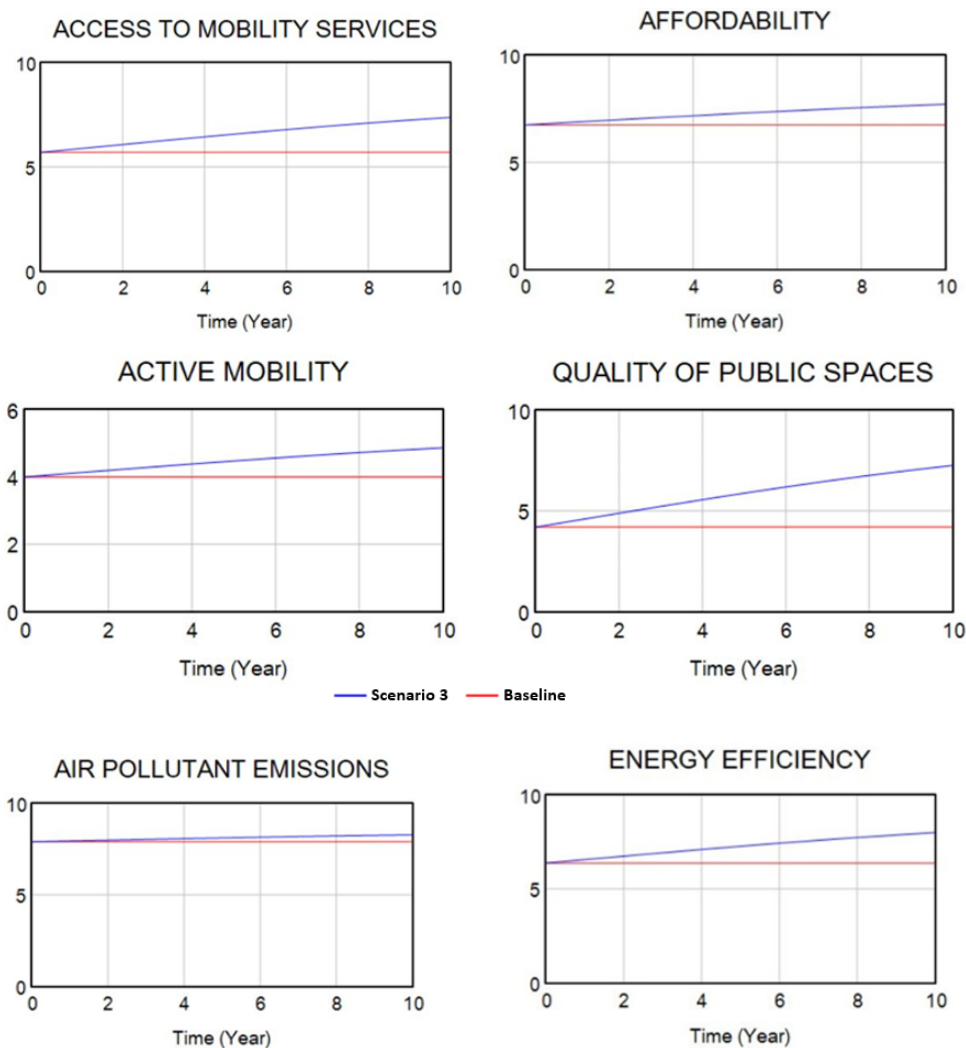 ACCESS TO MOBILITY SERVICES
10
5
0
0 2 4 6 8 10
Time (Year)
AFFORDABILITY
10
5
0
0 2 4 6 8 10
Time (Year)
ACTIVE MOBILITY
6
4
2
0
0 2 4 6 8 10
Time (Year)
QUALITY OF PUBLIC SPACES
10
5
0
0 2 4 6 8 10
Time (Year)
Scenario 3 Baseline
AIR POLLUTANT EMISSIONS
10
5
0
0 2 4 6 8 10
Time (Year)
ENERGY EFFICIENCY
10
5
0
0 2 4 6 8 10
Time (Year)